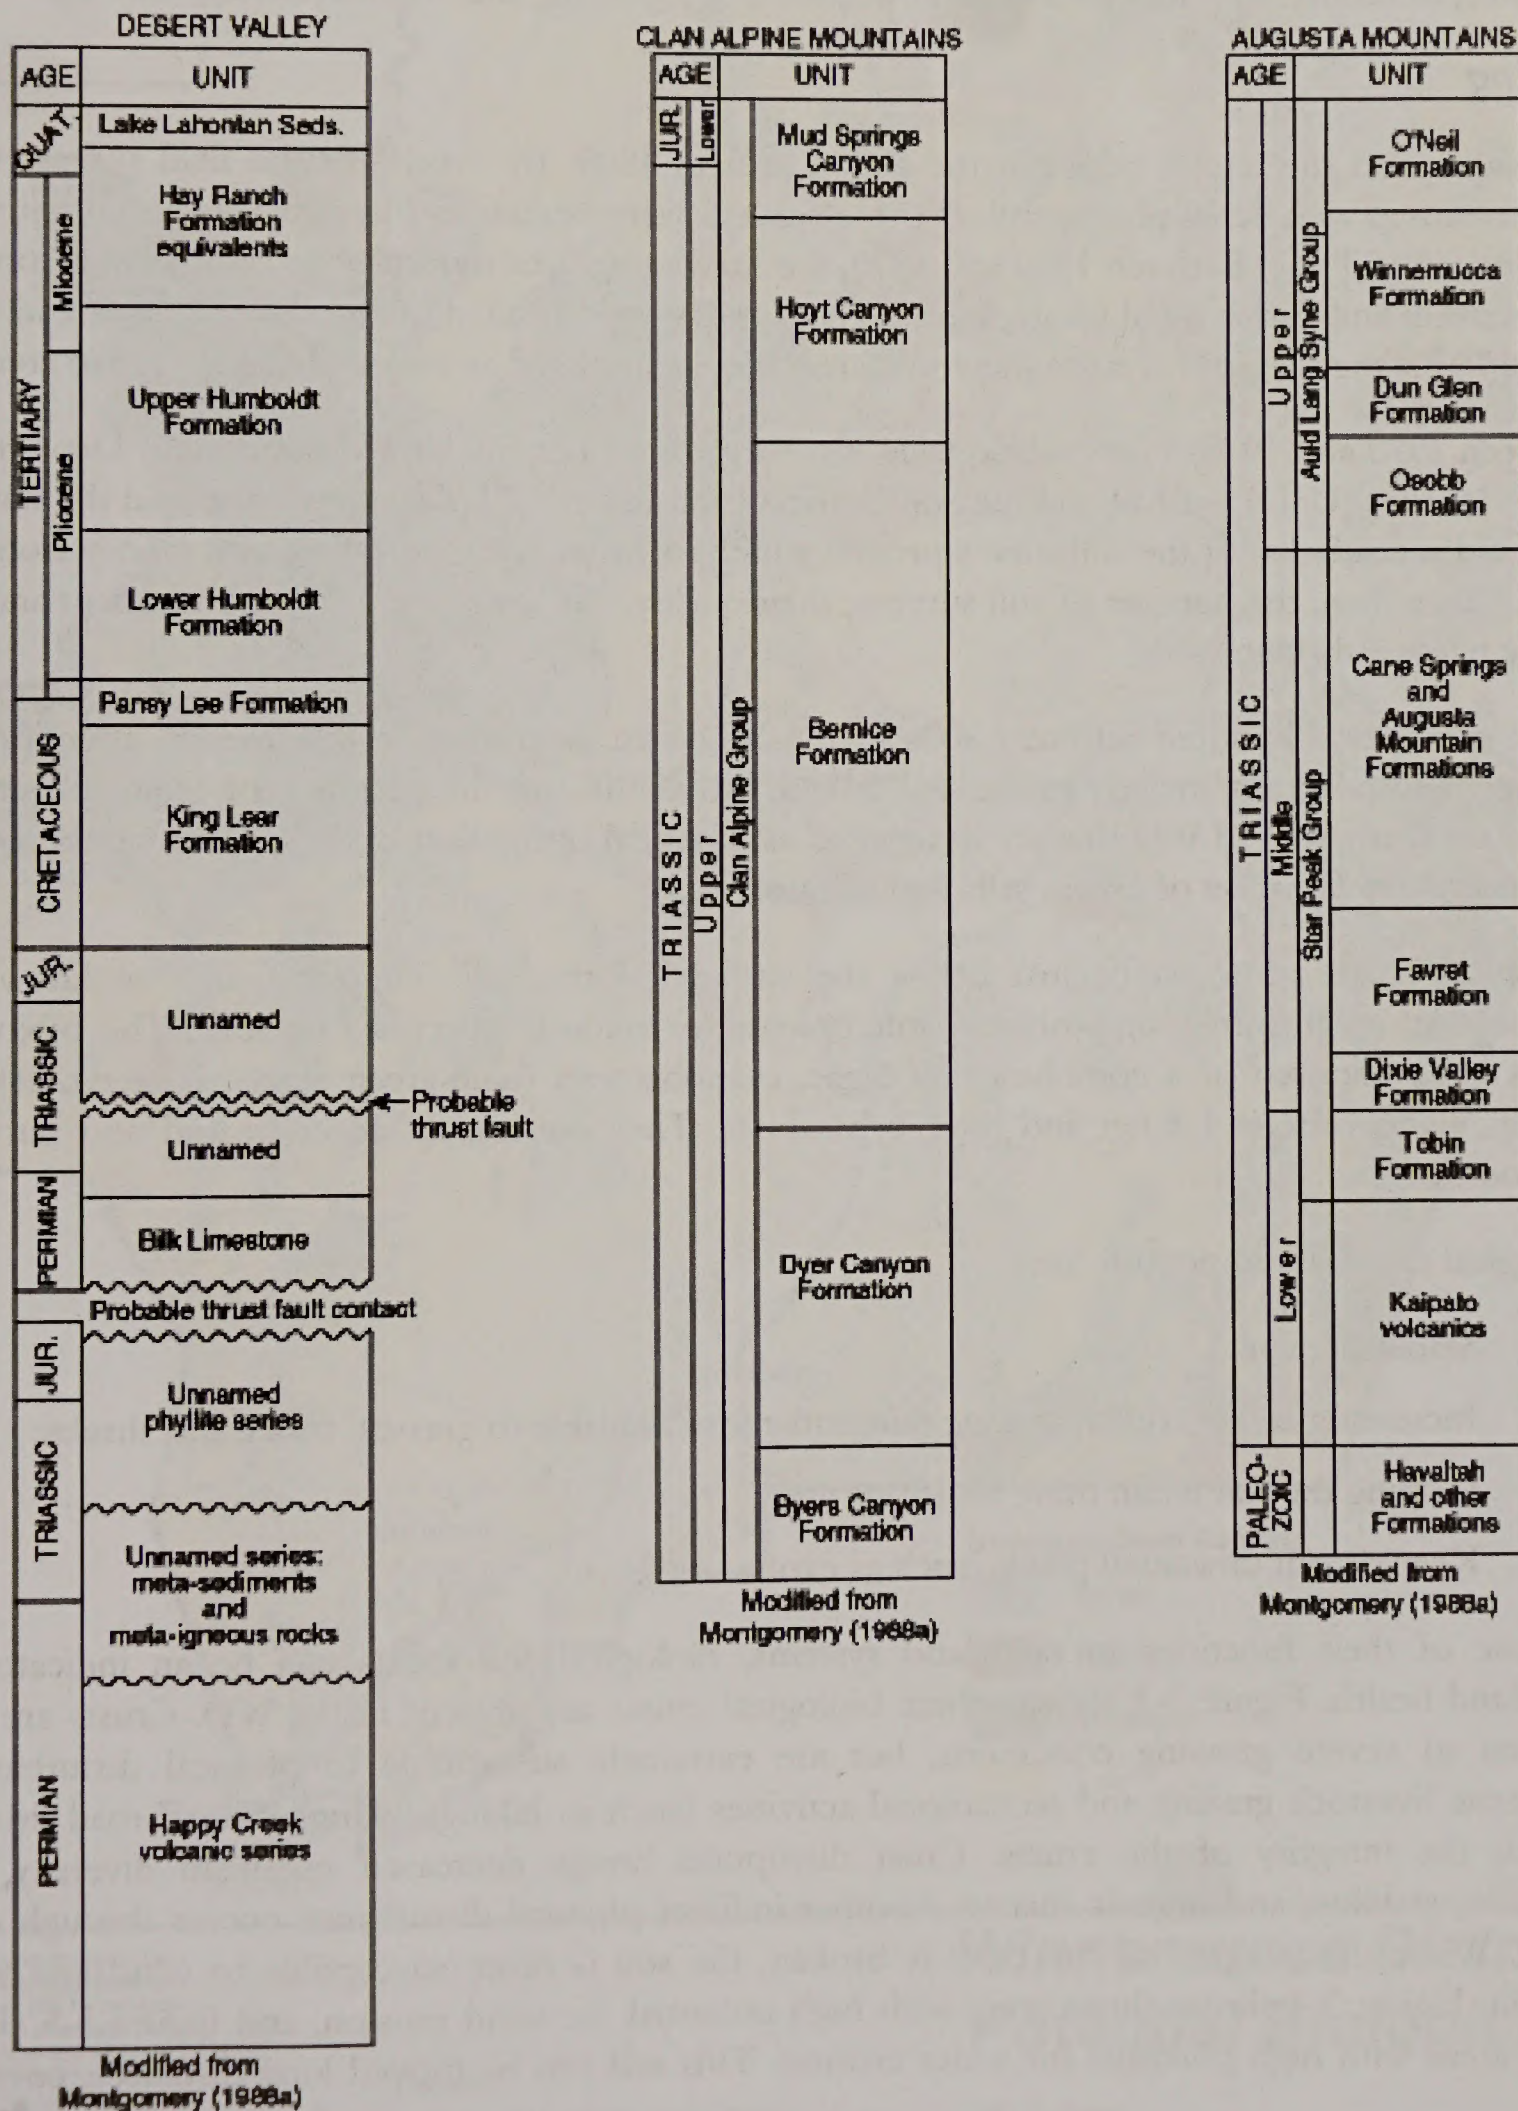 DESERT VALLEY
AGE
UNIT
QUAT.
TERTIARY
Miocene
Pliocene
CRETACEOUS
JUR.
TRIASSIC
PERMIAN
JUR.
TRIASSIC
PERMIAN
Lake Lahontan Seds.
Hay Ranch
Formation
equivalents
Upper Humboldt
Formation
Lower Humboldt
Formation
Pansy Lee Formation
King Lear
Formation
Unnamed
Probable
thrust fault
Unnamed
Bilk Limestone
Probable thrust fault contact
Unnamed
phyllite series
Unnamed series:
meta-sediments
and
meta-igneous rocks
Happy Creek
volcanic series
Modified from
Montgomery (1988a)
CLAN ALPINE MOUNTAINS
AGE
UNIT
JUR.
Lower
TRIASSIC
Upper
Clan Alpine Group
Mud Springs
Canyon
Formation
Hoyt Canyon
Formation
Bernice
Formation
Dyer Canyon
Formation
Byers Canyon
Formation
Modified from
Montgomery (1988a)
AUGUSTA MOUNTAINS
AGE
UNIT
TRIASSIC
Upper
Middle
Lower
PALEO-
ZOIC
Auld Lang Syne Group
Star Peak Group
O'Neil
Formation
Winnemucca
Formation
Dun Glen
Formation
Osobb
Formation
Cane Springs
and
Augusta
Mountain
Formations
Favret
Formation
Dixie Valley
Formation
Tobin
Formation
Koipato
volcanics
Havallah
and other
Formations
Modified from
Montgomery (1988a)